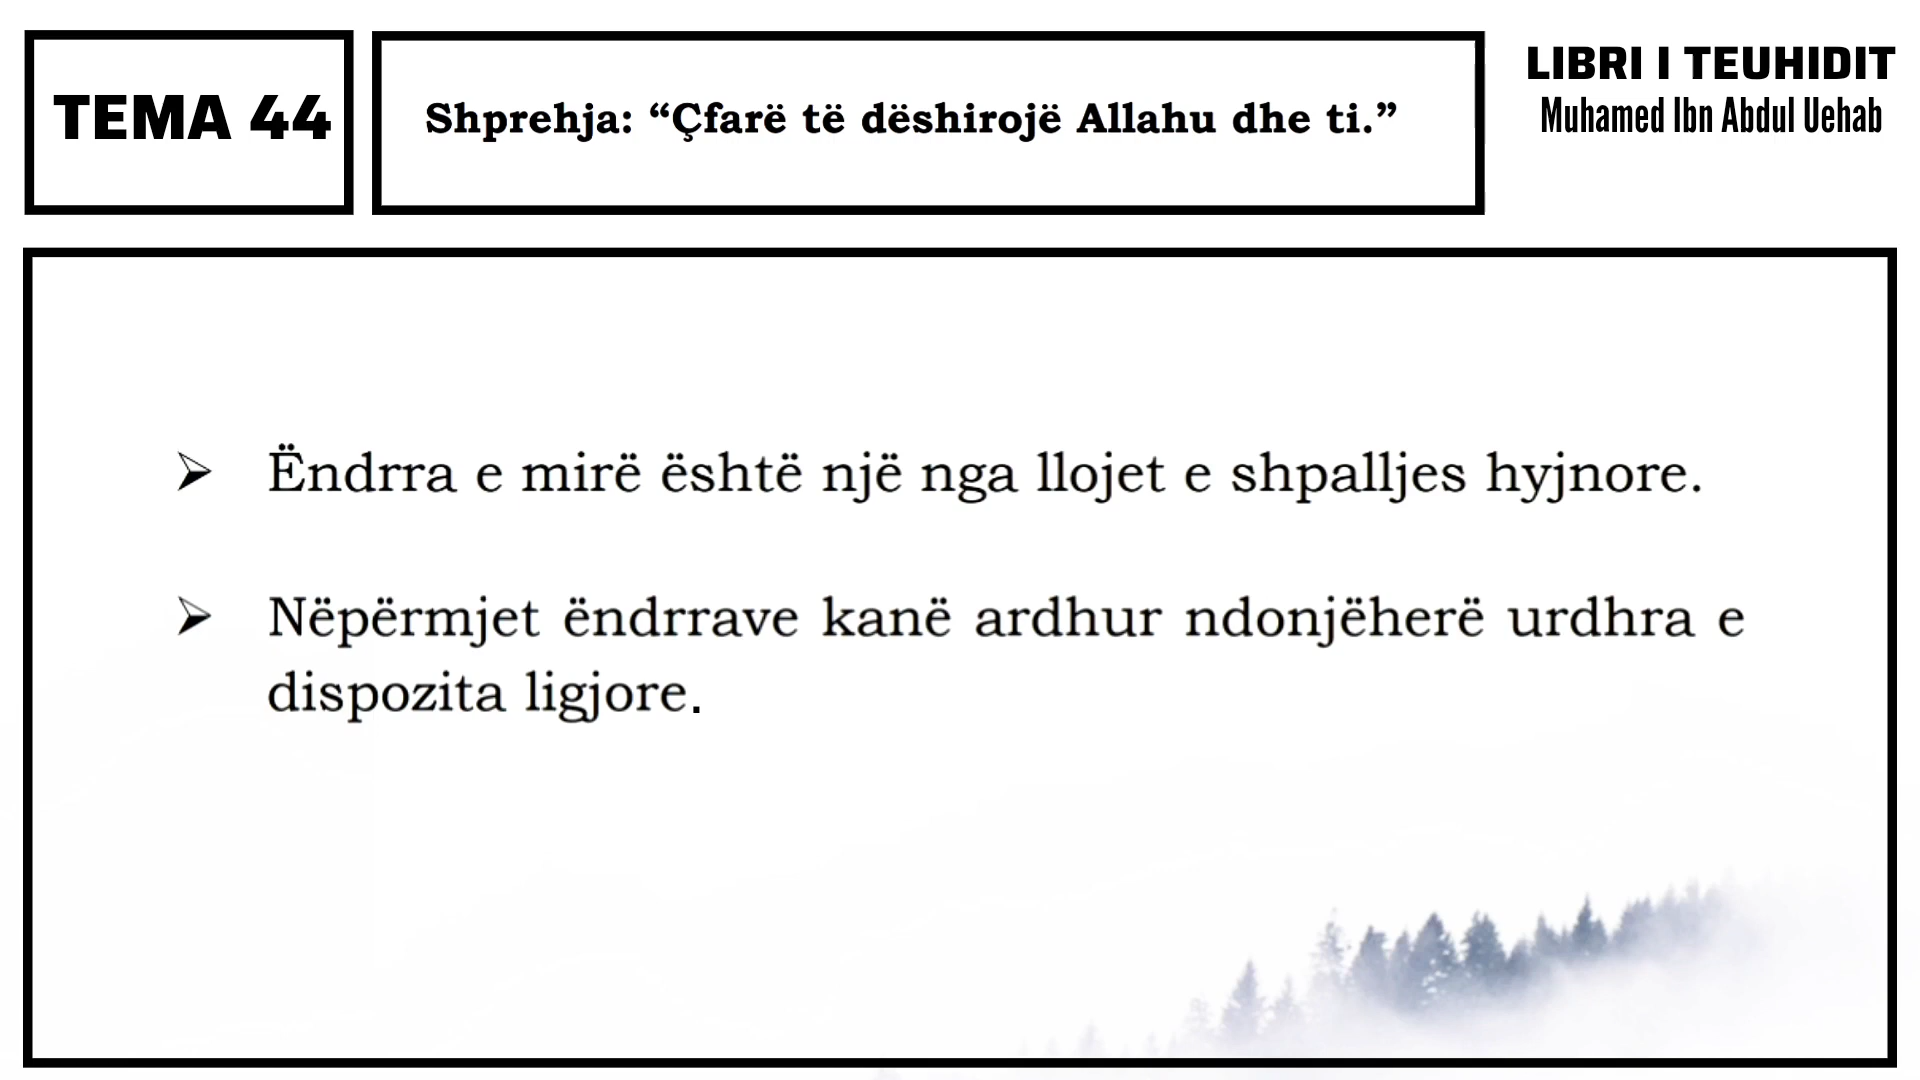 TEMA 44
Shprehja: “Çfarë të dëshirojë Allahu dhe ti.”
LIBRI I TEUHIDIT
Muhamed Ibn Abdul Uehab
➢ Ëndrra e mirë është një nga llojet e shpalljes hyjnore.
➢ Nëpërmjet ëndrrave kanë ardhur ndonjëherë urdhra e
dispozita ligjore.